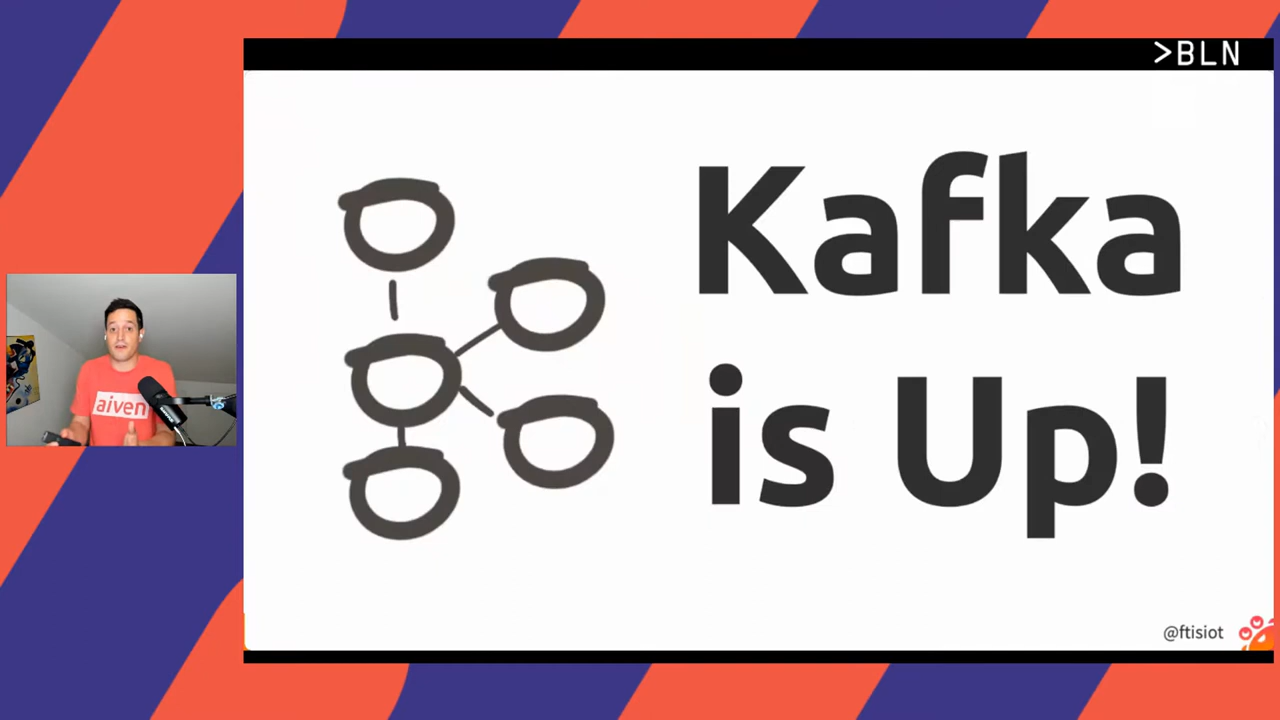 >BLN
Kafka
is Up!
aiven
@ftisiot